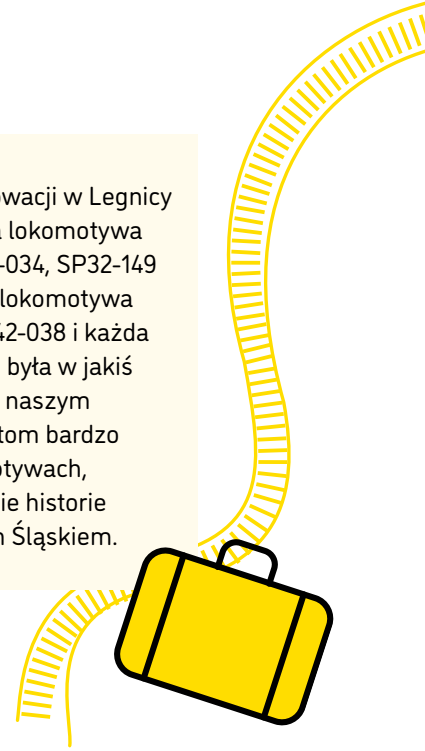 owacji w Legnicy
a lokomotywa
-034, SP32-149
lokomotywa
42-038 i każda
była w jakiś
naszym
tom bardzo
otywach,
ie historie
m Śląskiem.